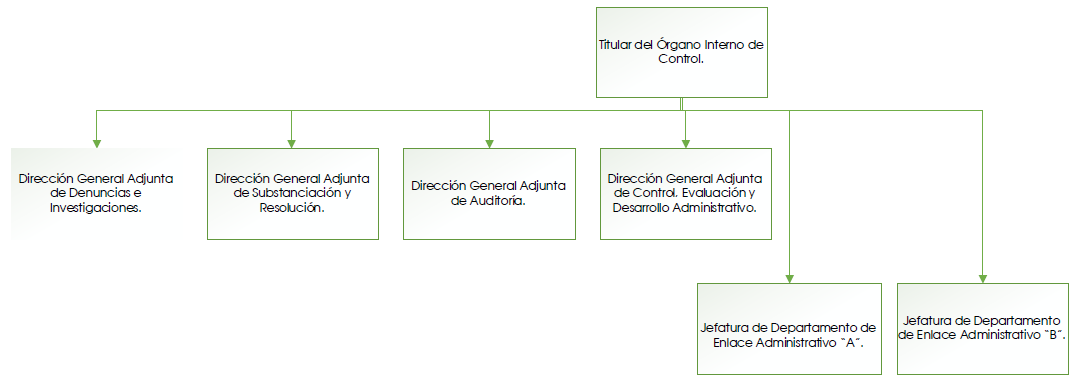 Titular del Órgano Interno de
Control.
Dirección General Adjunta
de Denuncias e
Investigaciones.
Dirección General Adjunta
de Substanciación y
Resolución.
Dirección General Adjunta
de Auditoría.
Dirección General Adjunta
de Control, Evaluación y
Desarrollo Administrativo.
Jefatura de Departamento de
Enlace Administrativo “A”.
Jefatura de Departamento
de Enlace Administrativo “B”.